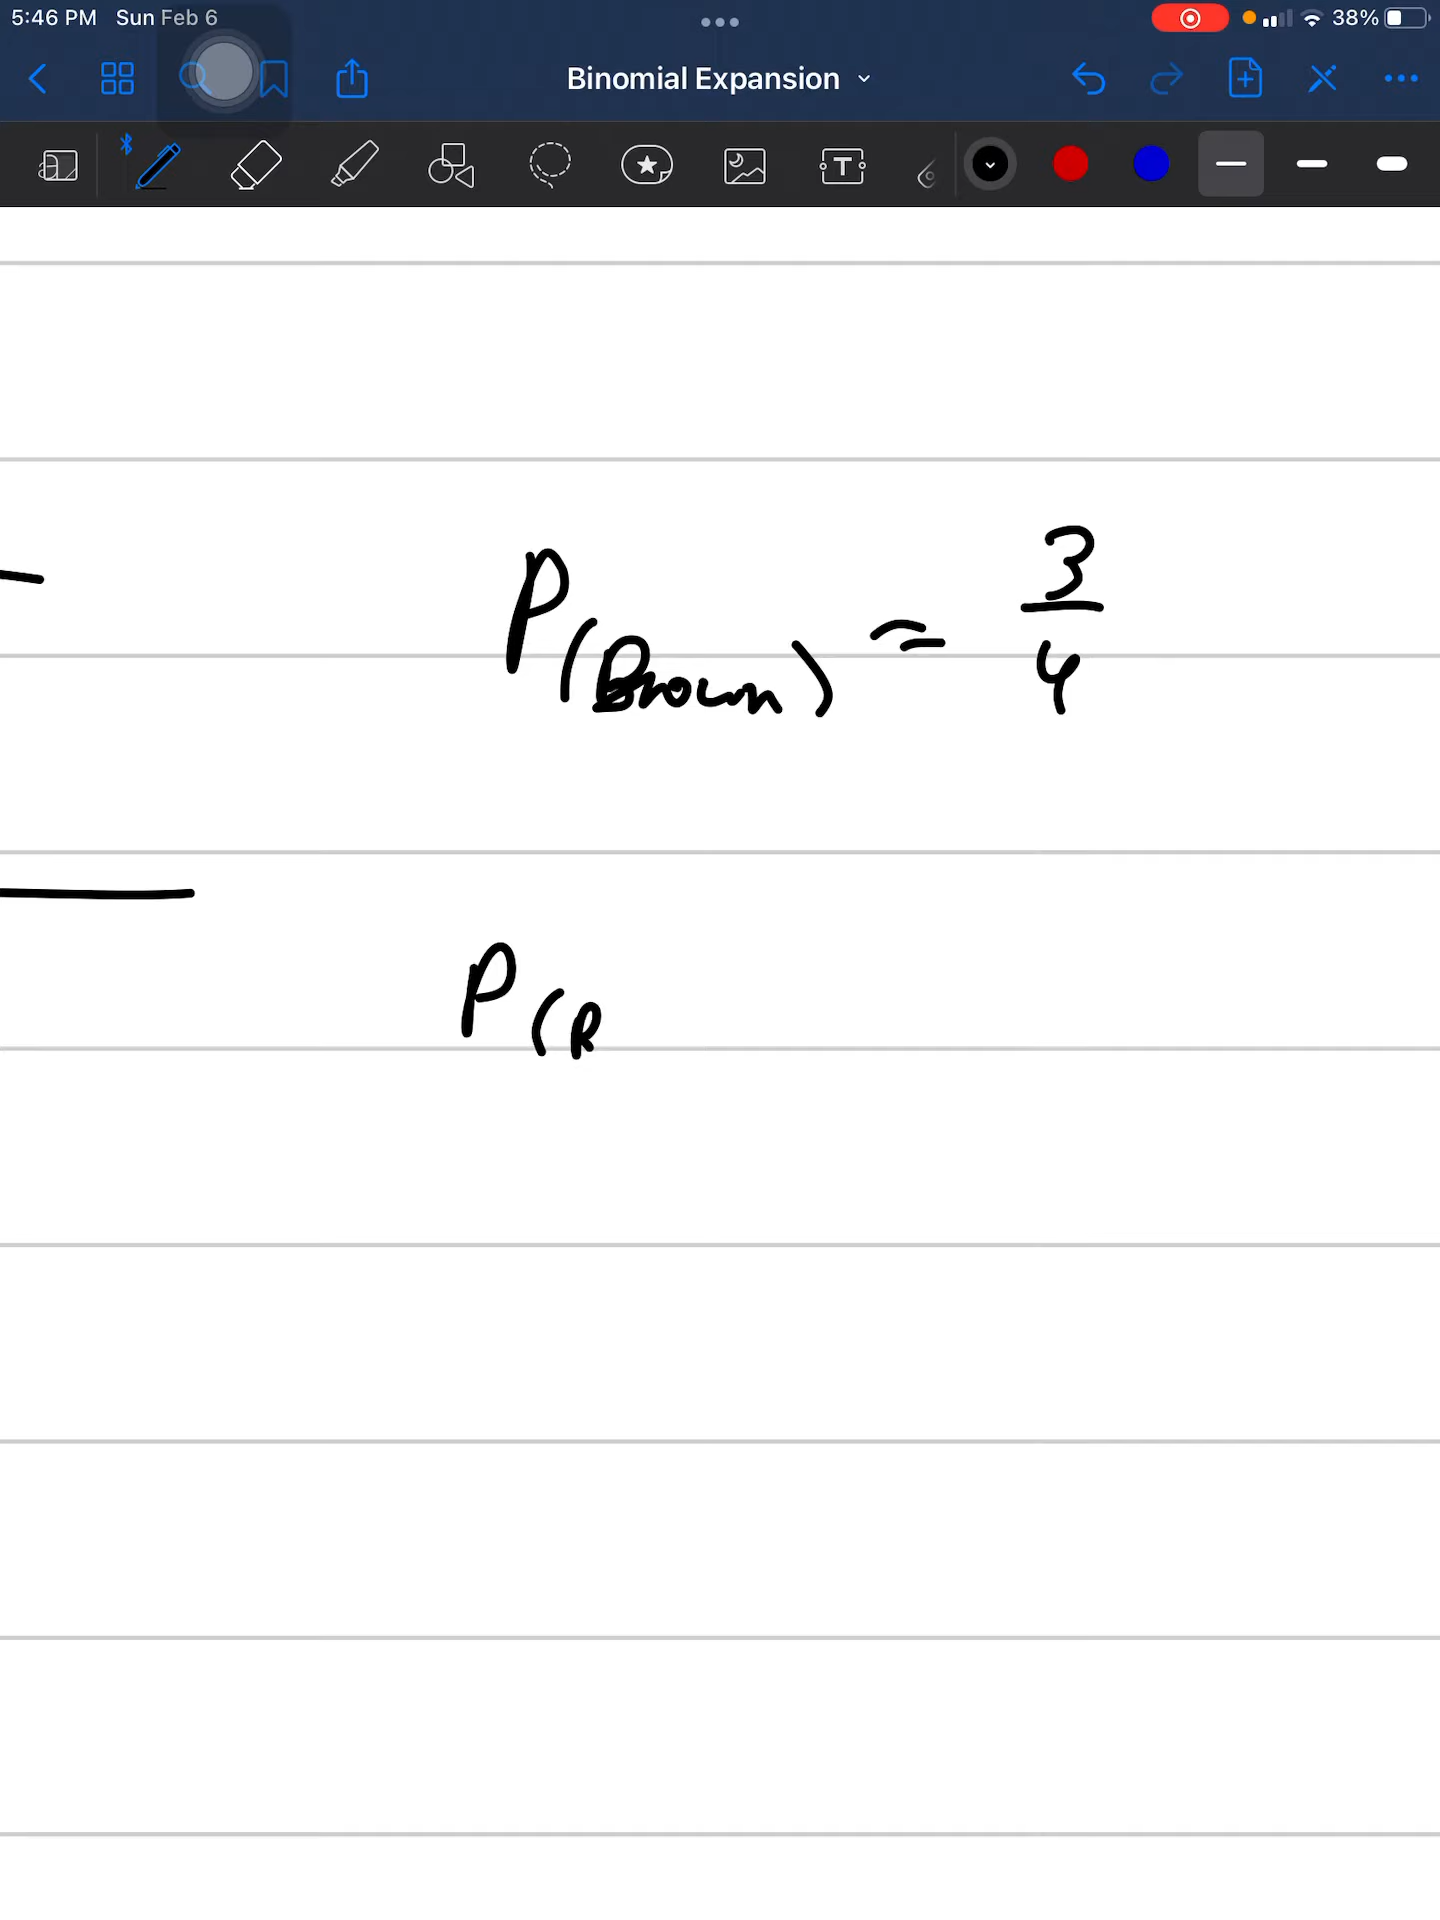 5:46 PM Sun Feb 6 38%
Binomial Expansion
T
P(Brown) = 3/4
P(R